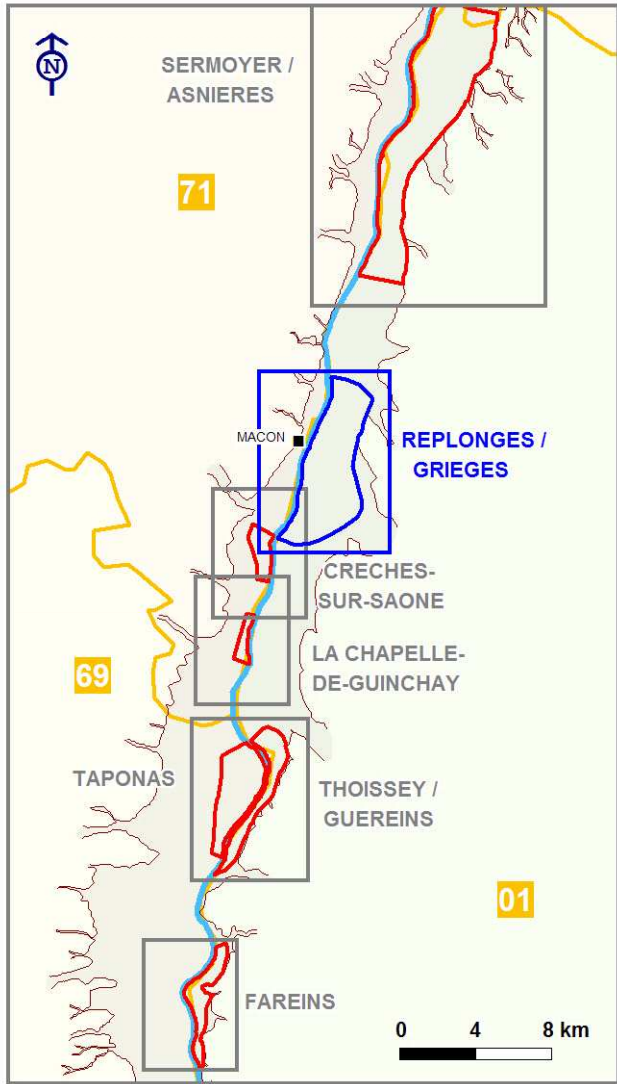 N
SERMOYER /
ASNIERES
71
MACON
REPLONGES /
GRIEGES
CRECHES-
SUR-SAONE
LA CHAPELLE-
DE-GUINCHAY
69
TAPONAS
THOISSEY /
GUEREINS
01
FAREINS
0 4 8 km